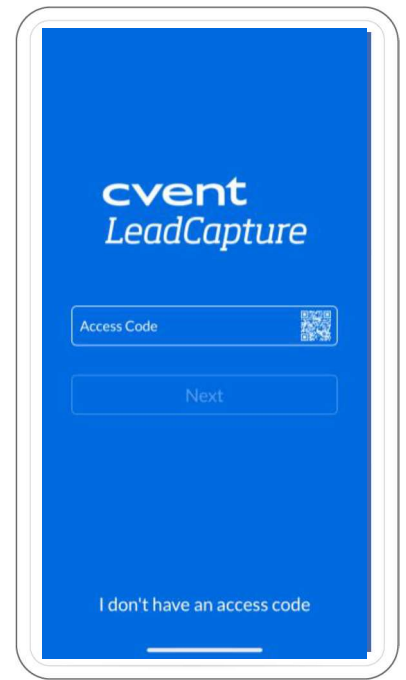 cvent
LeadCapture
Access Code
Next
I don't have an access code